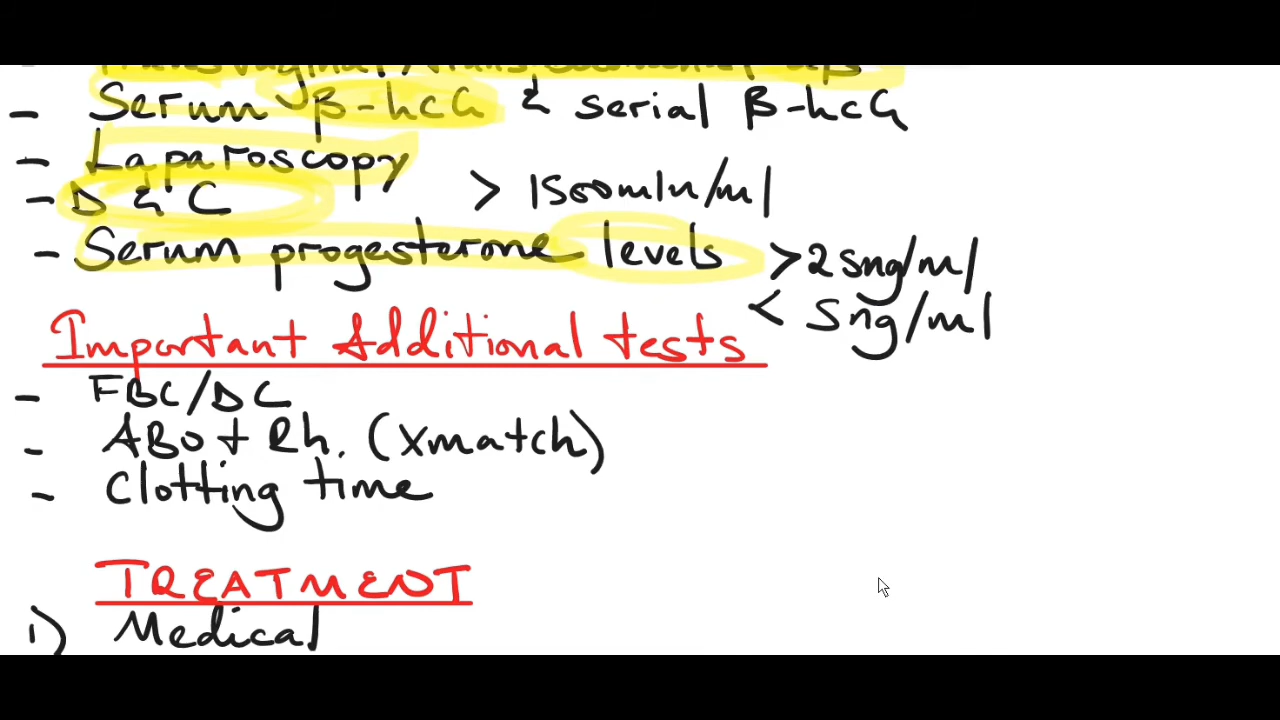 - Serum β-hCG & serial β-hCG
- Laparoscopy
- D & C > 1500mIu/ml
- Serum progesterone levels >25ng/ml
< 5ng/ml
Important Additional tests
- FBC/DC
- ABO + Rh. (Xmatch)
- Clotting time
TREATMENT
1) Medical